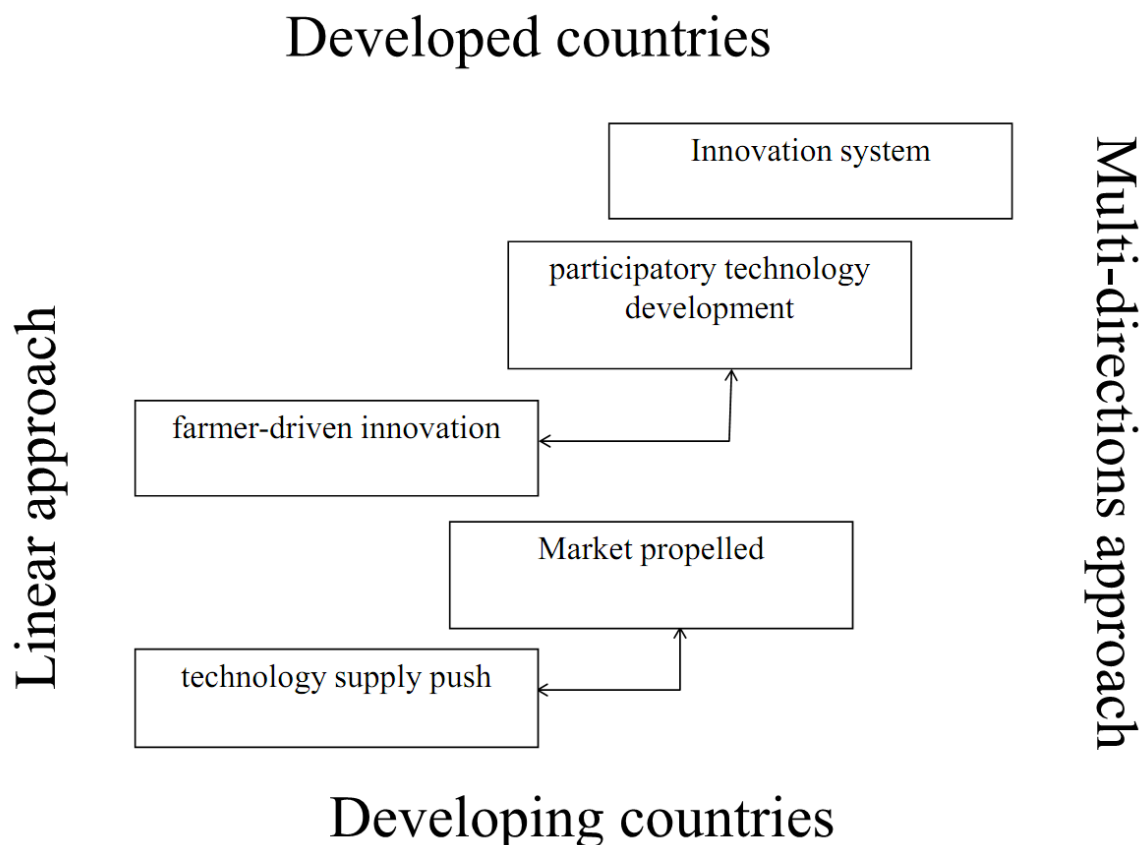 Developed countries
Innovation system
participatory technology
development
Linear approach
Multi-directions approach
farmer-driven innovation
Market propelled
technology supply push
Developing countries